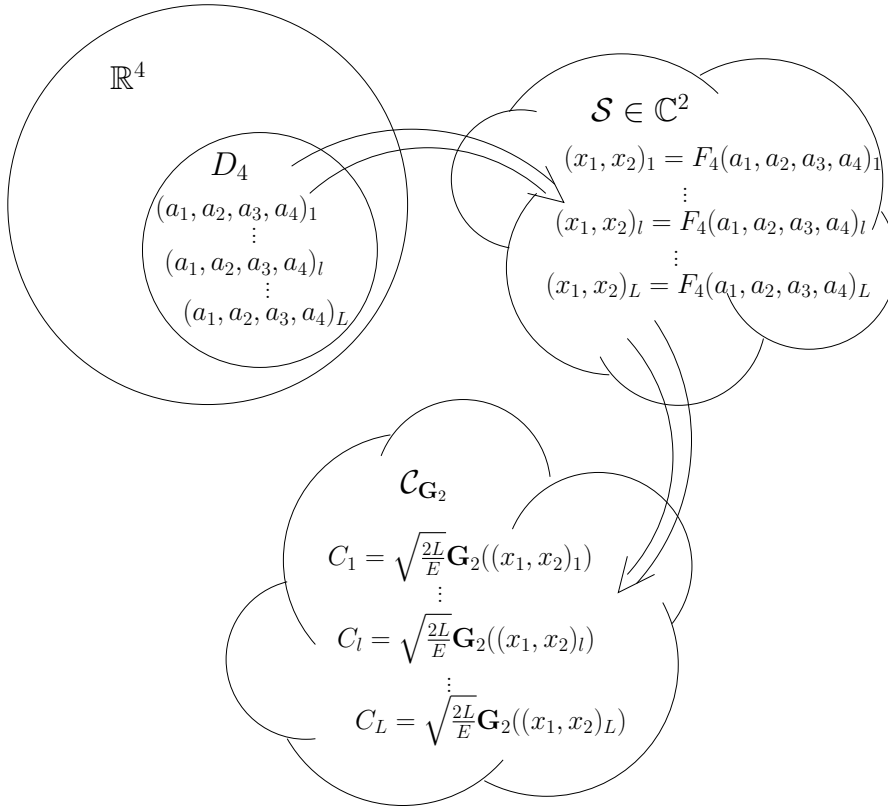 ℝ⁴
D₄
(a₁, a₂, a₃, a₄)₁
⋮
(a₁, a₂, a₃, a₄)ₗ
⋮
(a₁, a₂, a₃, a₄)_L
𝒮 ∈ ℂ²
(x₁, x₂)₁ = F₄(a₁, a₂, a₃, a₄)₁
⋮
(x₁, x₂)ₗ = F₄(a₁, a₂, a₃, a₄)ₗ
⋮
(x₁, x₂)_L = F₄(a₁, a₂, a₃, a₄)_L
𝒞_{𝐆₂}
C₁ = √(2L/E) 𝐆₂((x₁, x₂)₁)
⋮
Cₗ = √(2L/E) 𝐆₂((x₁, x₂)ₗ)
⋮
C_L = √(2L/E) 𝐆₂((x₁, x₂)_L)